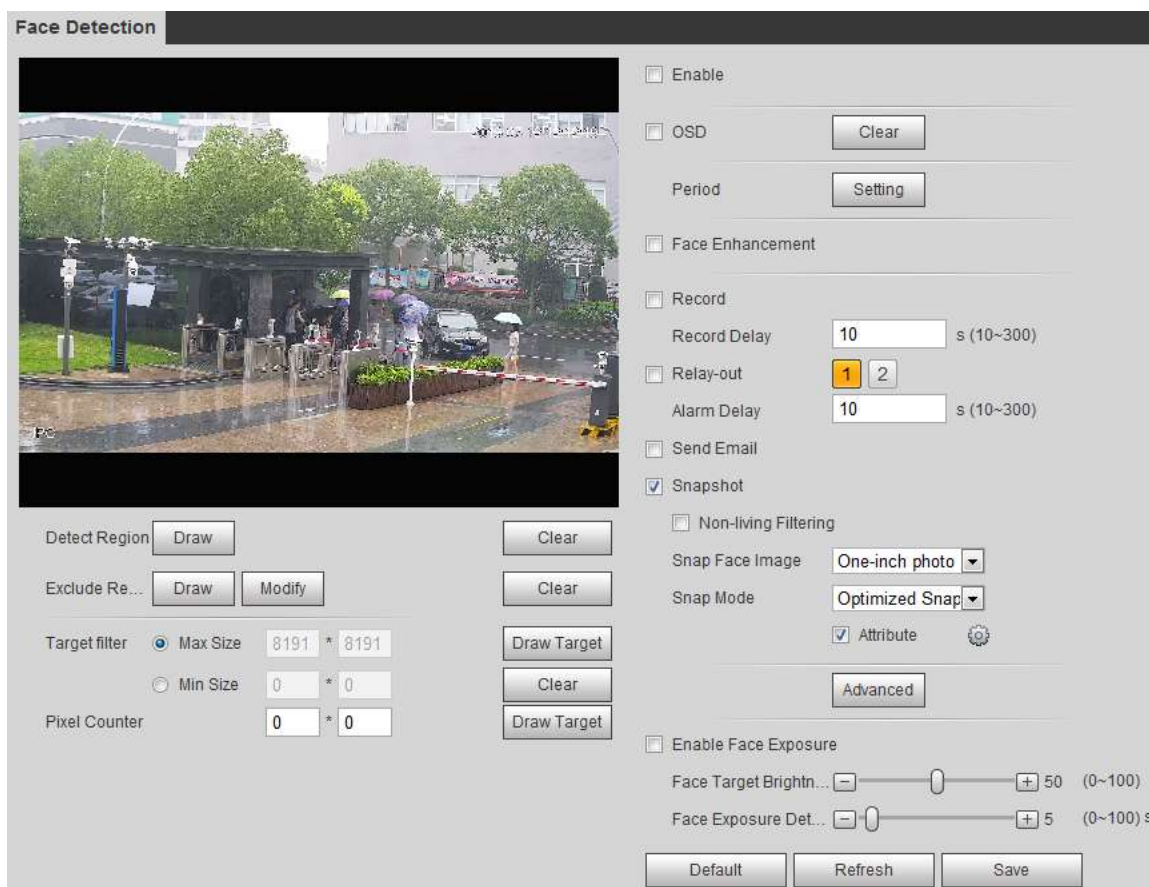 Face Detection
Enable
OSD Clear
Period Setting
Face Enhancement
Record
Record Delay 10 s (10~300)
Relay-out 1 2
Alarm Delay 10 s (10~300)
Send Email
Snapshot
Non-living Filtering
Snap Face Image One-inch photo
Snap Mode Optimized Snap
Attribute
Advanced
Enable Face Exposure
Face Target Brightn... 50 (0~100)
Face Exposure Det... 5 (0~100) s
Default Refresh Save
IPC
Detect Region Draw Clear
Exclude Re... Draw Modify Clear
Target filter Max Size 8191 * 8191 Draw Target
Min Size 0 * 0 Clear
Pixel Counter 0 * 0 Draw Target